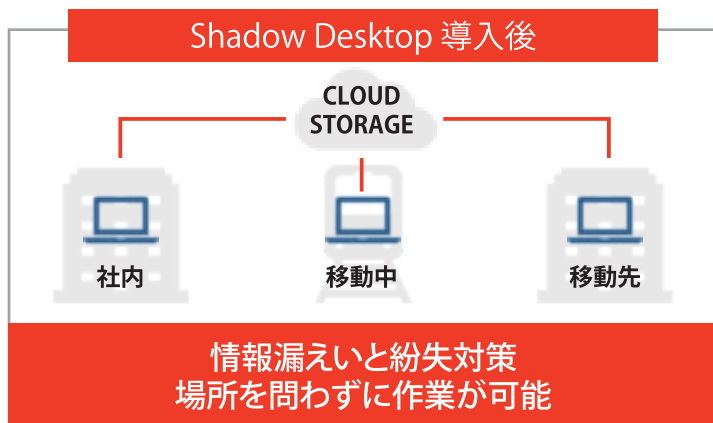 Shadow Desktop 導入後
CLOUD
STORAGE
社内
移動中
移動先
情報漏えいと紛失対策
場所を問わずに作業が可能